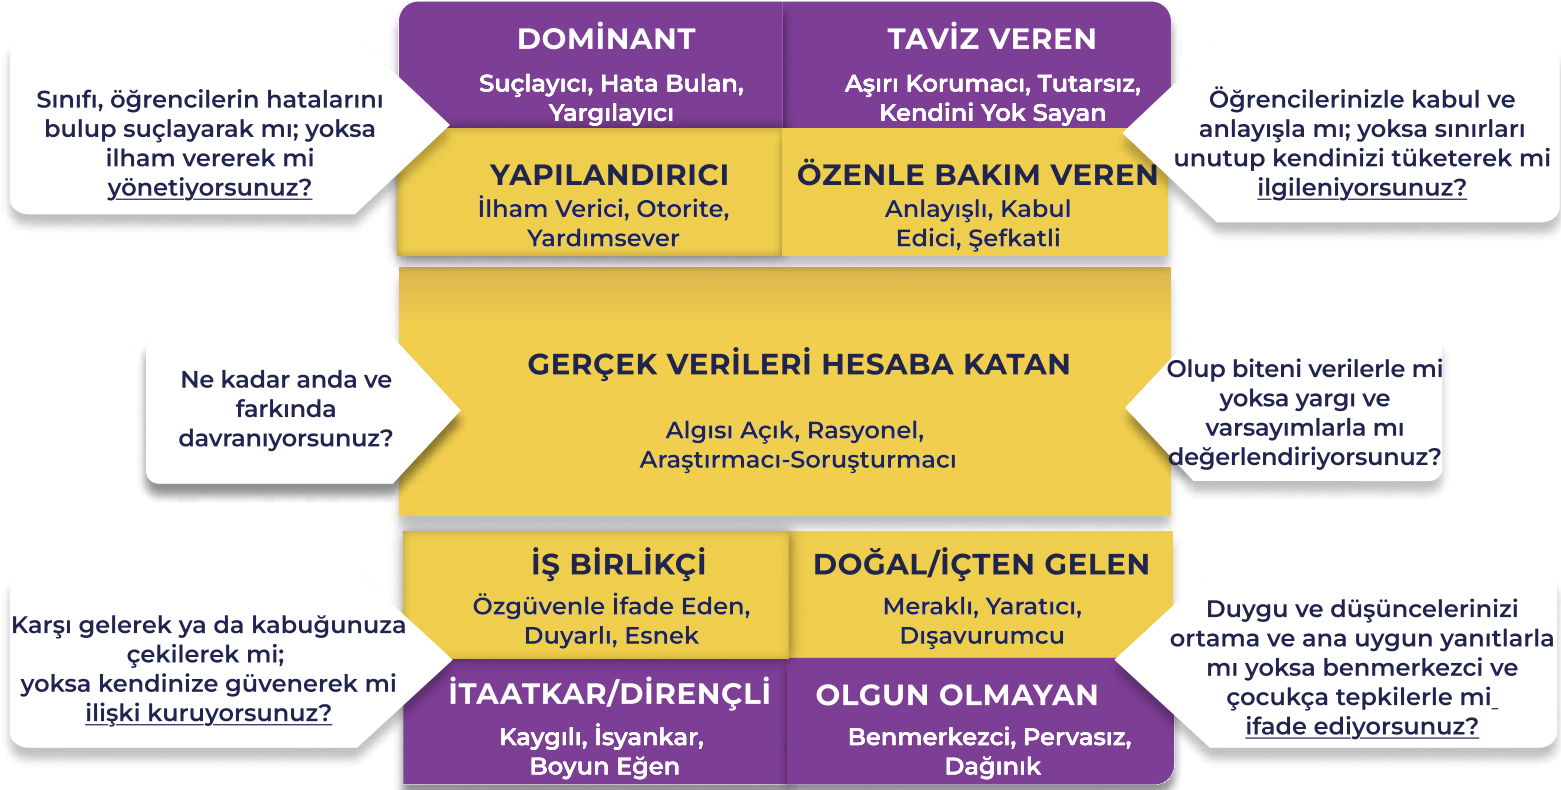 DOMİNANT
Suçlayıcı, Hata Bulan,
Yargılayıcı
TAVİZ VEREN
Aşırı Korumacı, Tutarsız,
Kendini Yok Sayan
Sınıfı, öğrencilerin hatalarını
bulup suçlayarak mı; yoksa
ilham vererek mi
yönetiyorsunuz?
Öğrencilerinizle kabul ve
anlayışla mı; yoksa sınırları
unutup kendinizi tüketerek mi
ilgileniyorsunuz?
YAPILANDIRICI
İlham Verici, Otorite,
Yardımsever
ÖZENLE BAKIM VEREN
Anlayışlı, Kabul
Edici, Şefkatli
GERÇEK VERİLERİ HESABA KATAN
Algısı Açık, Rasyonel,
Araştırmacı-Soruşturmacı
Ne kadar anda ve
farkında
davranıyorsunuz?
Olup biteni verilerle mi
yoksa yargı ve
varsayımlarla mı
değerlendiriyorsunuz?
İŞ BİRLİKÇİ
Özgüvenle İfade Eden,
Duyarlı, Esnek
DOĞAL/İÇTEN GELEN
Meraklı, Yaratıcı,
Dışavurumcu
Karşı gelerek ya da kabuğunuza
çekilerek mi;
yoksa kendinize güvenerek mi
ilişki kuruyorsunuz?
Duygu ve düşüncelerinizi
ortama ve ana uygun yanıtlarla
mı yoksa benmerkezci ve
çocukça tepkilerle mi
ifade ediyorsunuz?
İTAATKAR/DİRENÇLİ
Kaygılı, İsyankar,
Boyun Eğen
OLGUN OLMAYAN
Benmerkezci, Pervasız,
Dağınık